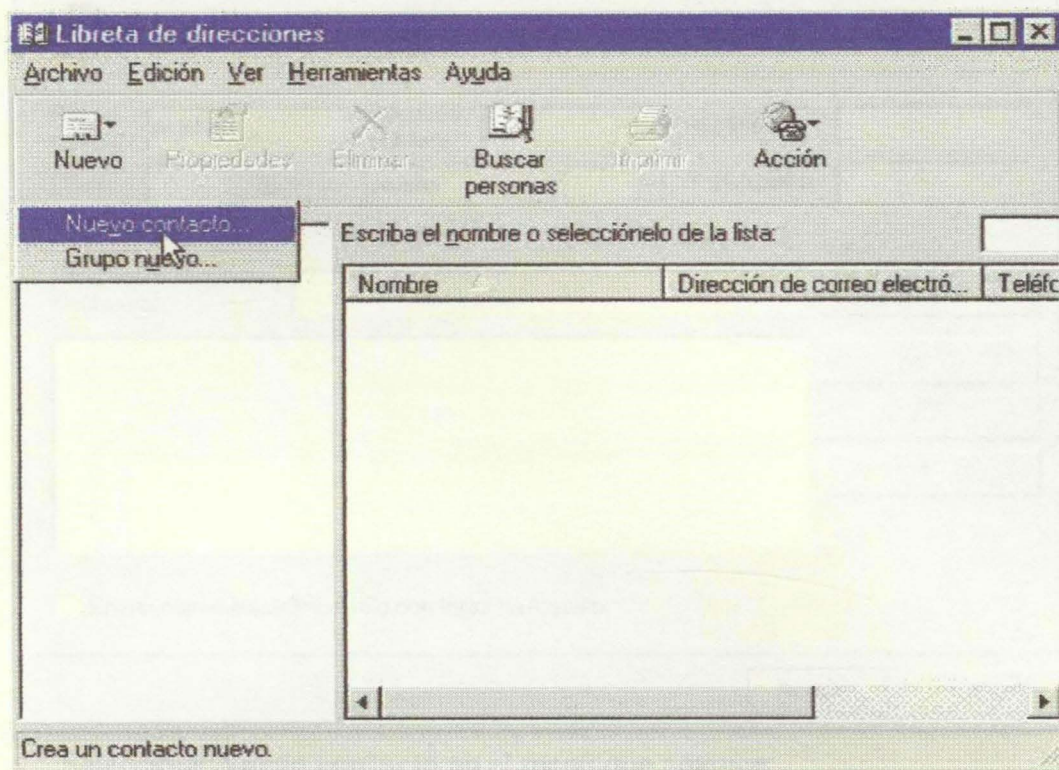 Libreta de direcciones
Archivo Edición Ver Herramientas Ayuda
Nuevo Propiedades Eliminar Buscar personas Imprimir Acción
Nuevo contacto...
Grupo nuevo...
Escriba el nombre o selecciónelo de la lista:
Nombre Dirección de correo electró... Teléfo
Crea un contacto nuevo.